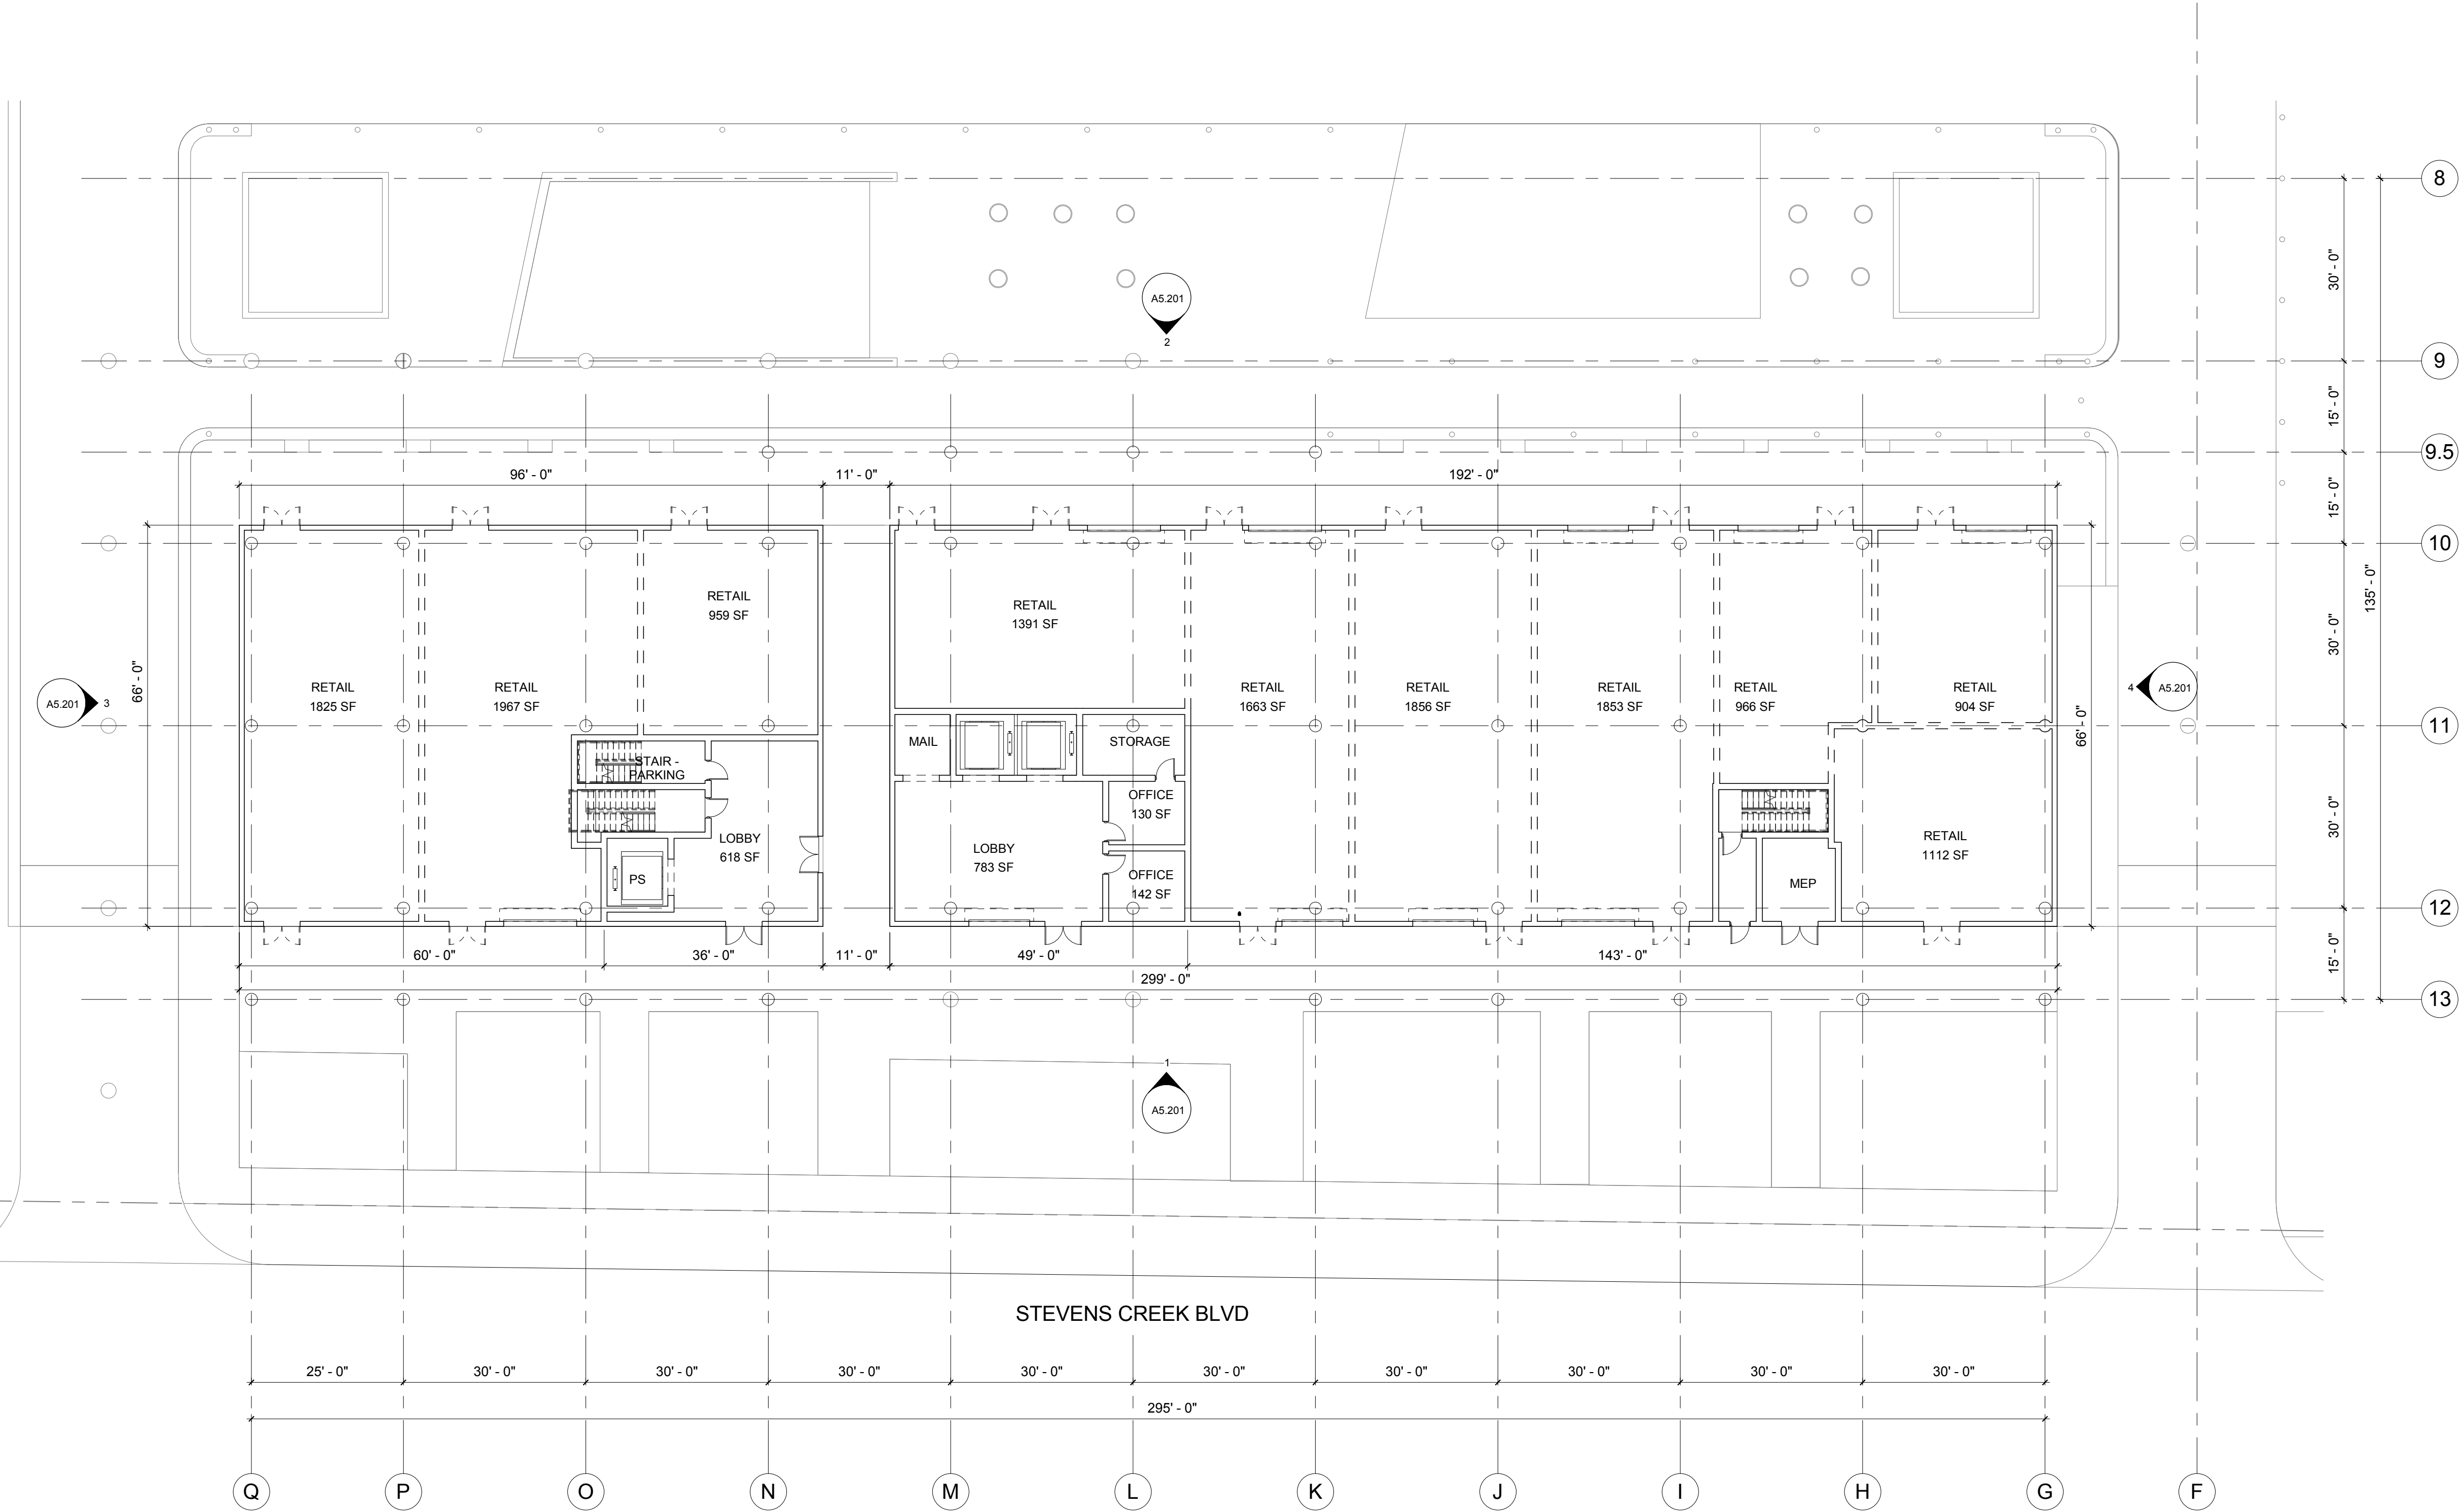 8
A5.201
2
30' - 0"
9
15' - 0"
9.5
96' - 0"
11' - 0"
192' - 0"
15' - 0"
10
135' - 0"
RETAIL
959 SF
RETAIL
1391 SF
30' - 0"
66' - 0"
A5.201
3
RETAIL
1825 SF
RETAIL
1967 SF
RETAIL
1663 SF
RETAIL
1856 SF
RETAIL
1853 SF
RETAIL
966 SF
RETAIL
904 SF
4
A5.201
66' - 0"
11
MAIL
STORAGE
STAIR -
PARKING
OFFICE
130 SF
LOBBY
618 SF
LOBBY
783 SF
RETAIL
1112 SF
30' - 0"
PS
OFFICE
142 SF
MEP
12
60' - 0"
36' - 0"
11' - 0"
49' - 0"
143' - 0"
15' - 0"
299' - 0"
13
1
A5.201
STEVENS CREEK BLVD
25' - 0"
30' - 0"
30' - 0"
30' - 0"
30' - 0"
30' - 0"
30' - 0"
30' - 0"
30' - 0"
30' - 0"
295' - 0"
Q
P
O
N
M
L
K
J
I
H
G
F